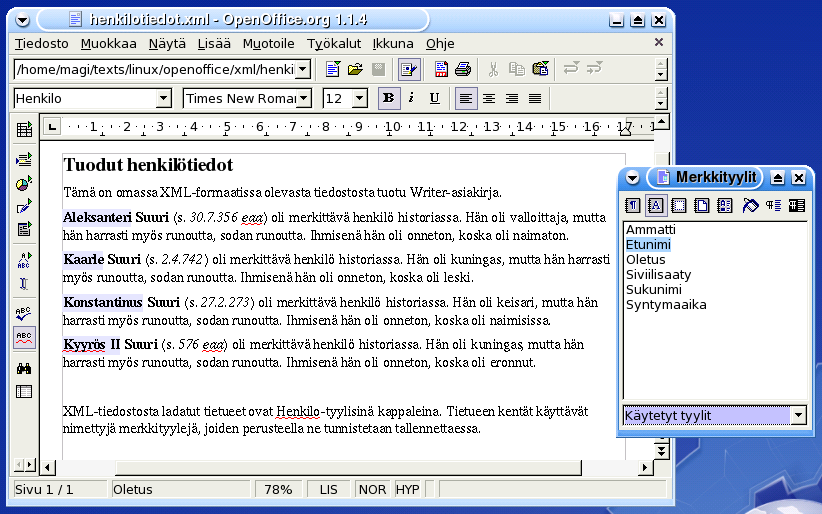 henkilotiedot.xml - OpenOffice.org 1.1.4
Tiedosto Muokkaa Näytä Lisää Muotoile Työkalut Ikkuna Ohje
/home/magi/texts/linux/openoffice/xml/henki
Henkilo Times New Roma 12 B i U
1 2 3 4 5 6 7 8 9 10 11 12 13 14 15 16 17
Tuodut henkilötiedot
Tämä on omassa XML-formaatissa olevasta tiedostosta tuotu Writer-asiakirja.
Aleksanteri Suuri (s. 30.7.356 eaa) oli merkittävä henkilö historiassa. Hän oli valloittaja, mutta
hän harrasti myös runoutta, sodan runoutta. Ihmisenä hän oli onneton, koska oli naimaton.
Kaarle Suuri (s. 2.4.742) oli merkittävä henkilö historiassa. Hän oli kuningas, mutta hän harrasti
myös runoutta, sodan runoutta. Ihmisenä hän oli onneton, koska oli leski.
Konstantinus Suuri (s. 27.2.273) oli merkittävä henkilö historiassa. Hän oli keisari, mutta hän
harrasti myös runoutta, sodan runoutta. Ihmisenä hän oli onneton, koska oli naimisissa.
Kyyrös II Suuri (s. 576 eaa) oli merkittävä henkilö historiassa. Hän oli kuningas, mutta hän
harrasti myös runoutta, sodan runoutta. Ihmisenä hän oli onneton, koska oli eronnut.
XML-tiedostosta ladatut tietueet ovat Henkilo-tyylisinä kappaleina. Tietueen kentät käyttävät
nimettyjä merkkityylejä, joiden perusteella ne tunnistetaan tallennettaessa.
Sivu 1 / 1 Oletus 78% LIS NOR HYP
Merkkityylit
Ammatti
Etunimi
Oletus
Siviilisaaty
Sukunimi
Syntymaaika
Käytetyt tyylit